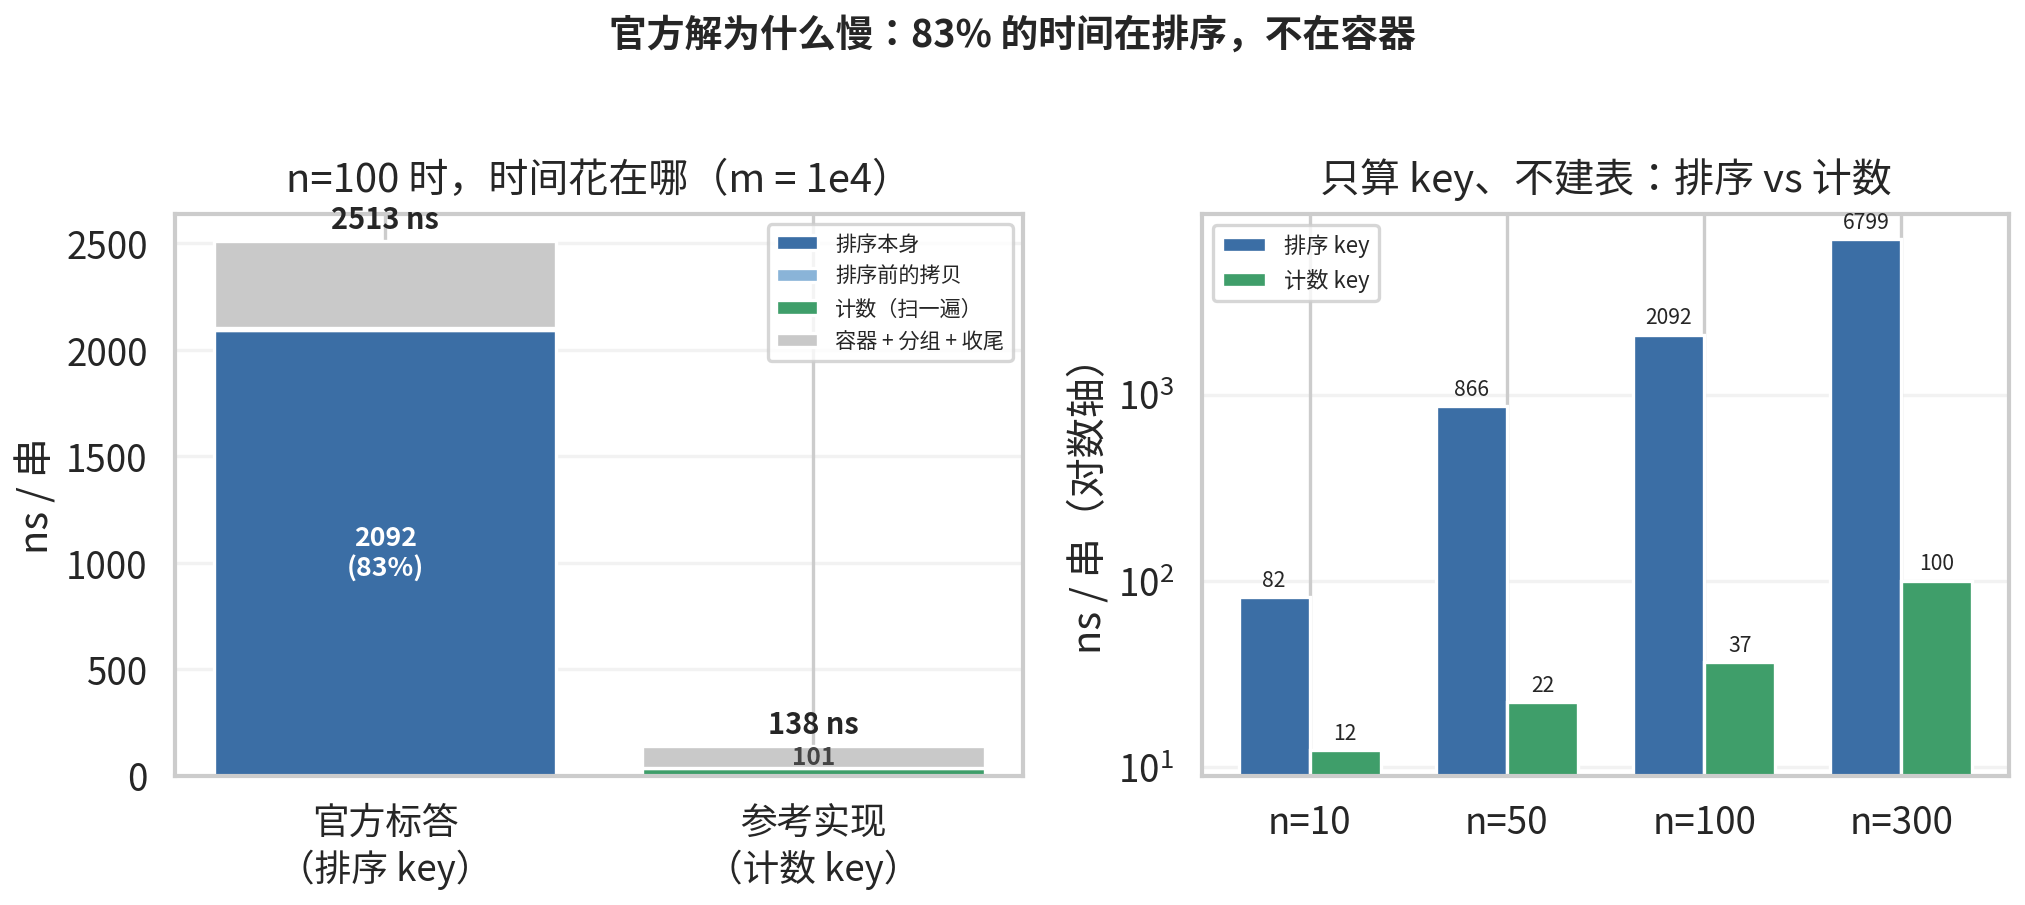 官方解为什么慢：83% 的时间在排序，不在容器
n=100 时，时间花在哪（m = 1e4）
2513 ns
排序本身
排序前的拷贝
计数（扫一遍）
容器 + 分组 + 收尾
ns / 串
2500
2000
1500
1000
500
0
2092
(83%)
138 ns
101
官方标答
（排序 key）
参考实现
（计数 key）
只算 key、不建表：排序 vs 计数
排序 key
计数 key
ns / 串 （对数轴）
10³
10²
10¹
82
12
866
22
2092
37
6799
100
n=10
n=50
n=100
n=300